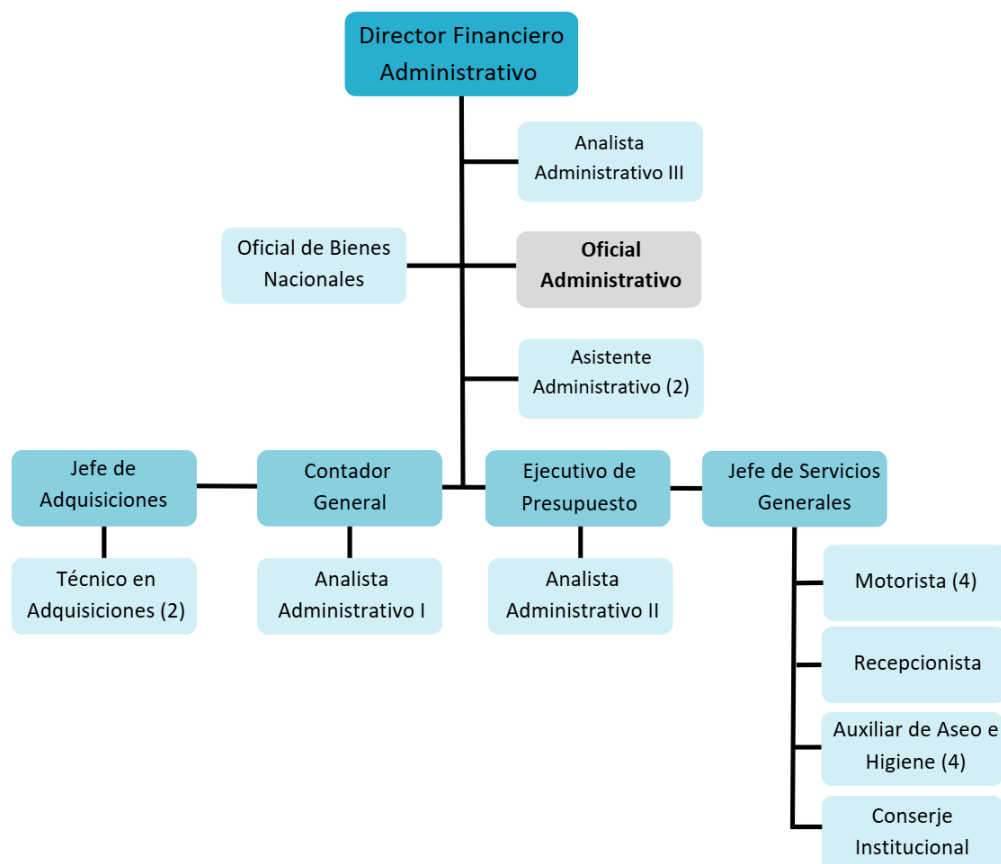 Director Financiero
Administrativo
Analista
Administrativo III
Oficial de Bienes
Nacionales
Oficial
Administrativo
Asistente
Administrativo (2)
Jefe de
Adquisiciones
Contador
General
Ejecutivo de
Presupuesto
Jefe de Servicios
Generales
Técnico en
Adquisiciones (2)
Analista
Administrativo I
Analista
Administrativo II
Motorista (4)
Recepcionista
Auxiliar de Aseo e
Higiene (4)
Conserje
Institucional